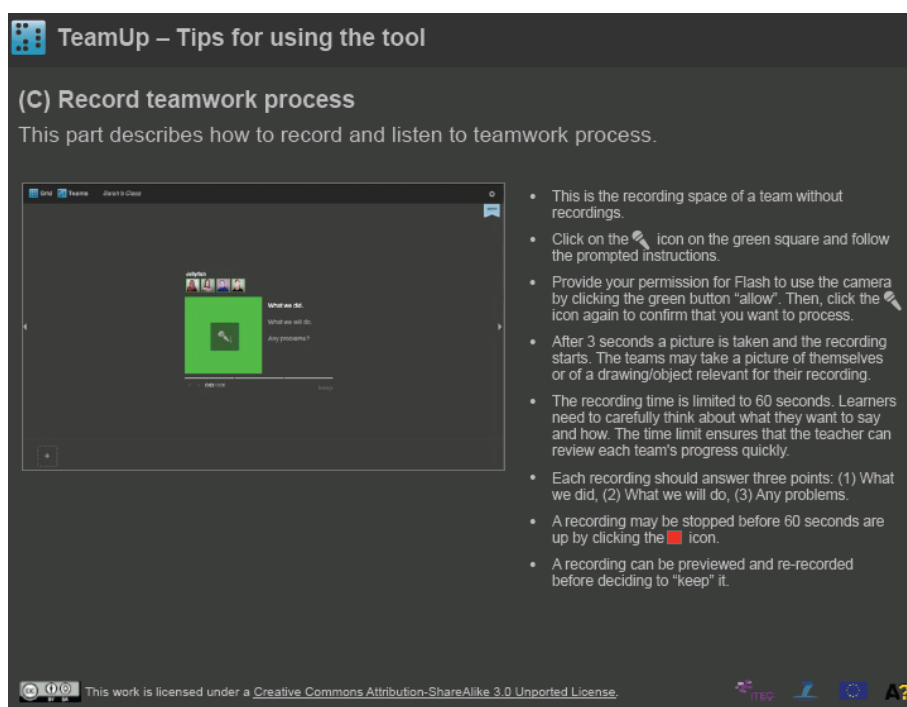 TeamUp – Tips for using the tool
(C) Record teamwork process
This part describes how to record and listen to teamwork process.
Grid Teams Sarah's Class
Jellyfish
What we did.
What we will do.
Any problems?
• This is the recording space of a team without
recordings.
• Click on the icon on the green square and follow
the prompted instructions.
• Provide your permission for Flash to use the camera
by clicking the green button “allow”. Then, click the
icon again to confirm that you want to process.
• After 3 seconds a picture is taken and the recording
starts. The teams may take a picture of themselves
or of a drawing/object relevant for their recording.
• The recording time is limited to 60 seconds. Learners
need to carefully think about what they want to say
and how. The time limit ensures that the teacher can
review each team's progress quickly.
• Each recording should answer three points: (1) What
we did, (2) What we will do, (3) Any problems.
• A recording may be stopped before 60 seconds are
up by clicking the icon.
• A recording can be previewed and re-recorded
before deciding to “keep” it.
cc BY SA This work is licensed under a Creative Commons Attribution-ShareAlike 3.0 Unported License.
iTEC
A?